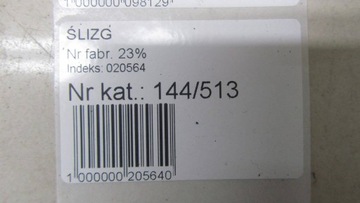 1 000000 098129
ŚLIZG
Nr fabr. 23%
Indeks: 020564
Nr kat.: 144/513
1 000000 205640